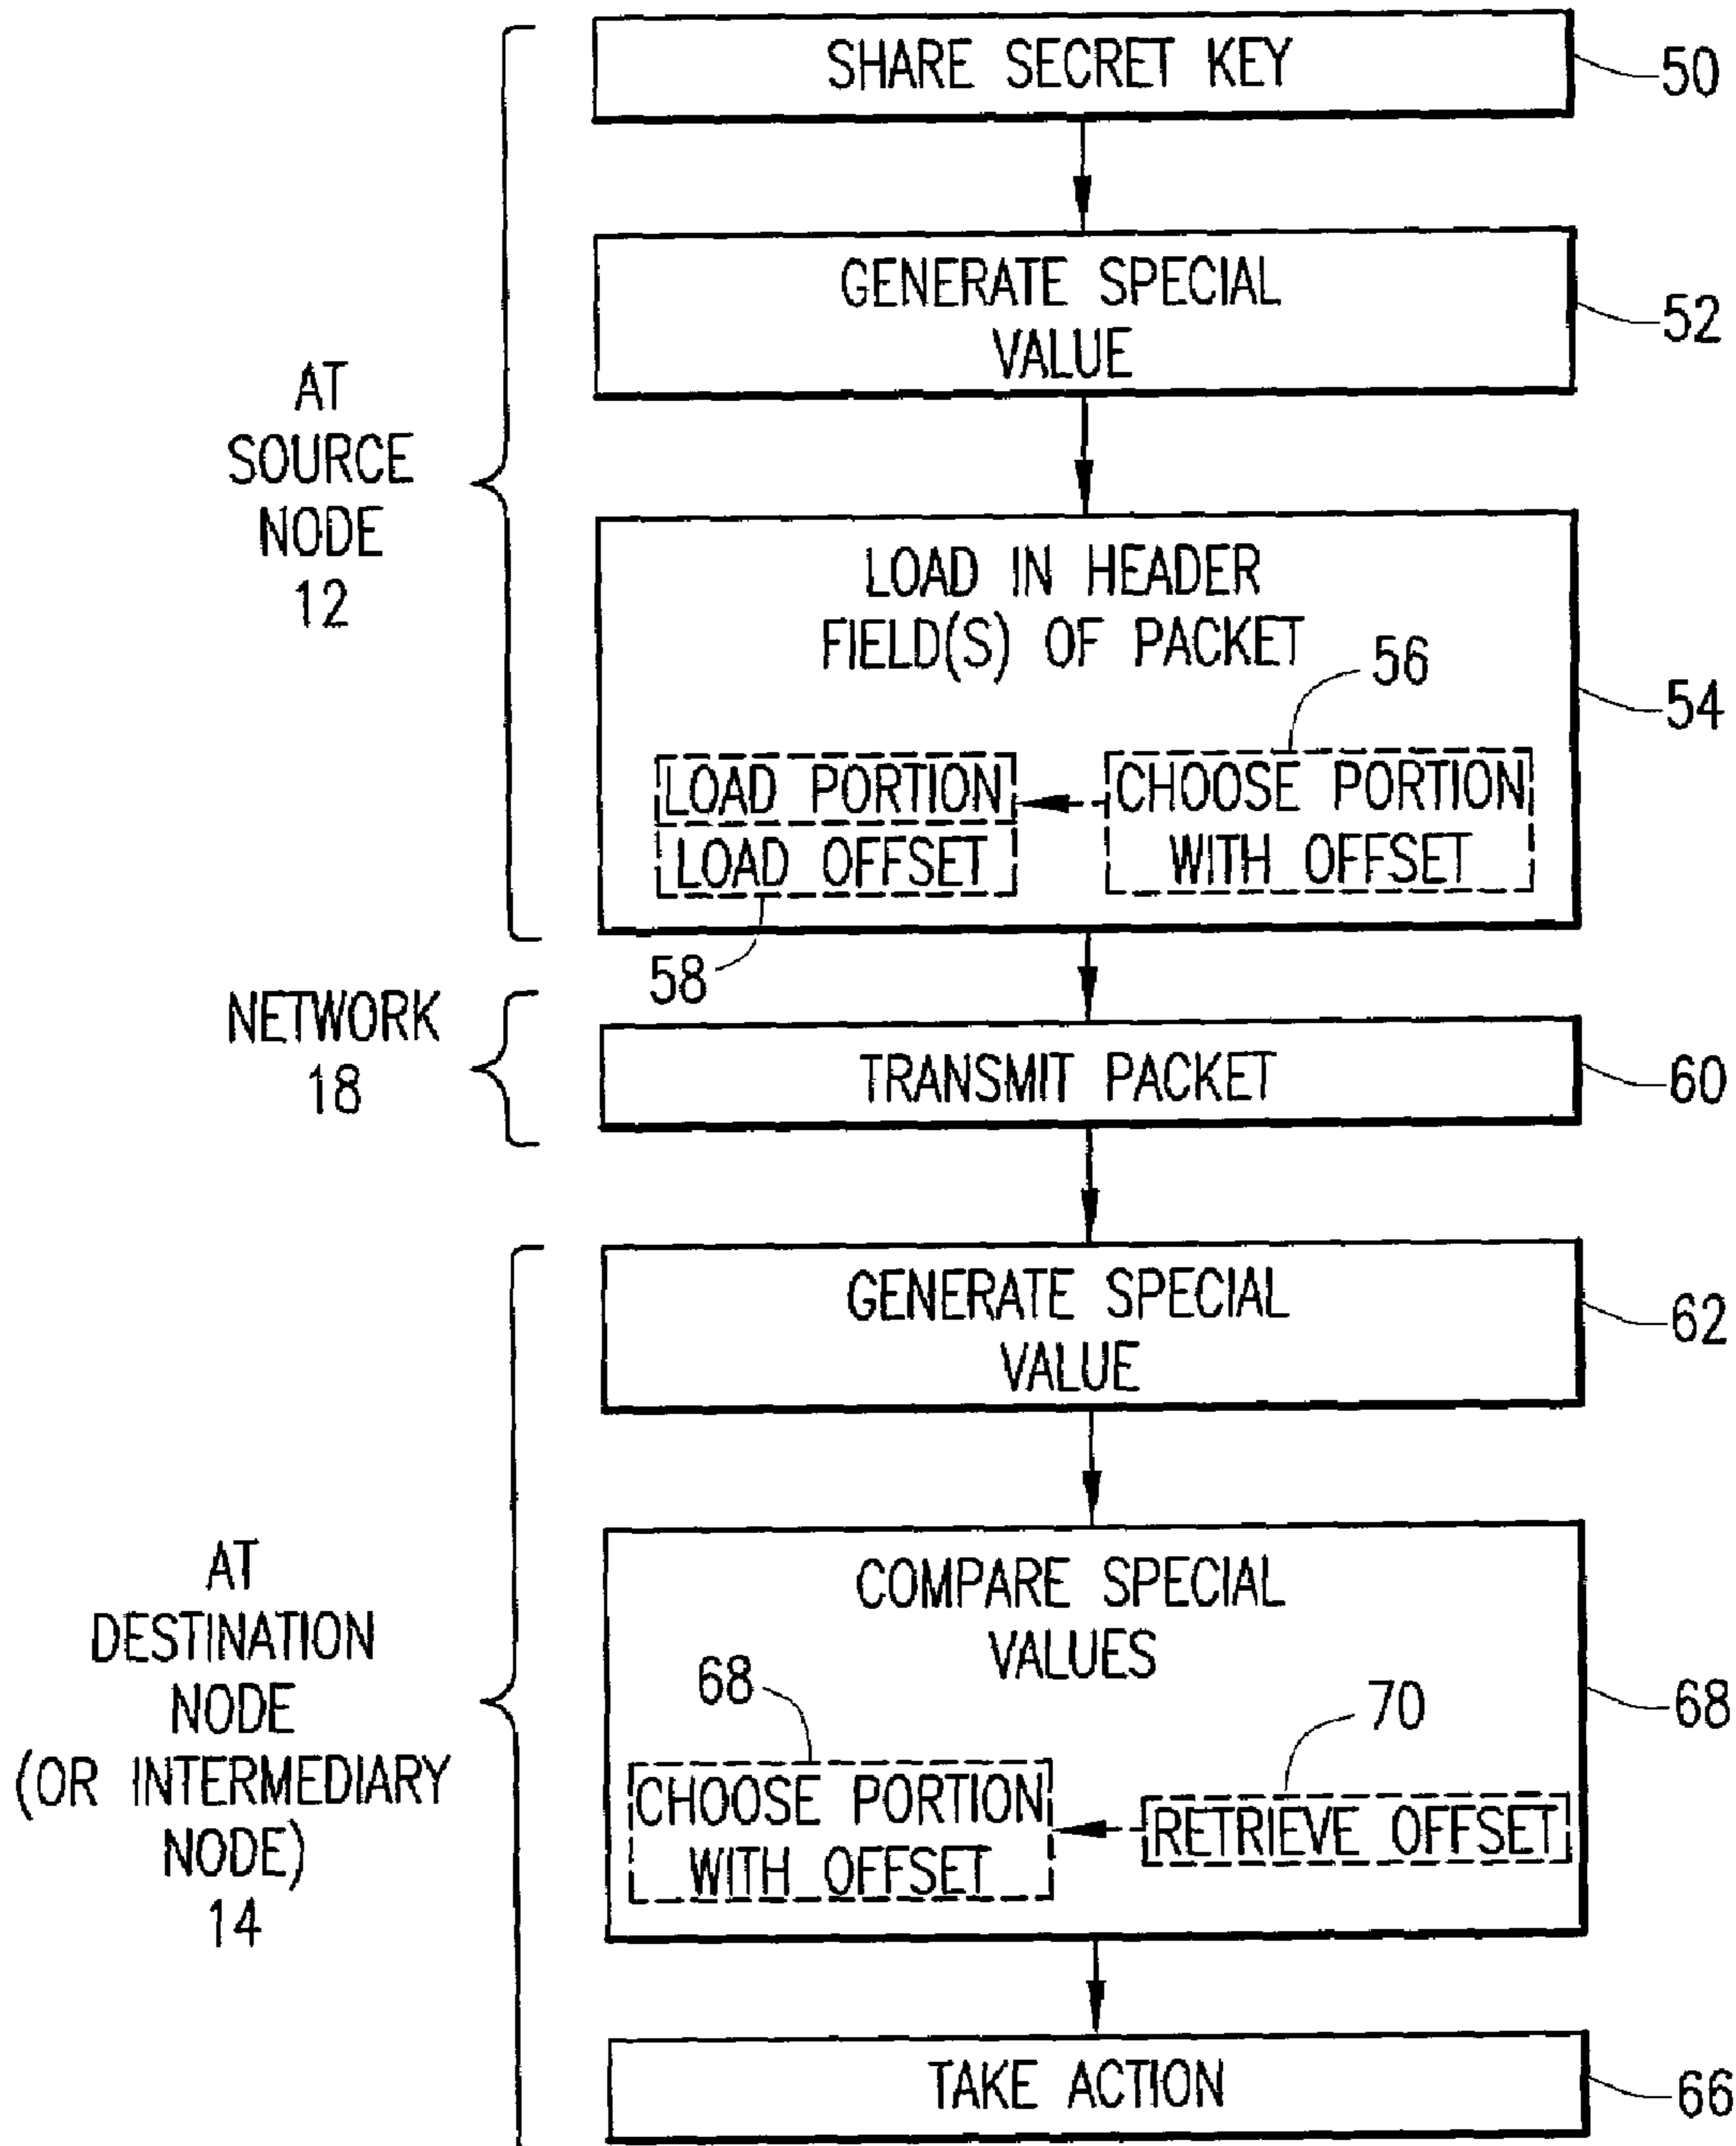 SHARE SECRET KEY
50
GENERATE SPECIAL
VALUE
52
AT
SOURCE
NODE
12
LOAD IN HEADER
FIELD(S) OF PACKET
56
54
LOAD PORTION
LOAD OFFSET
CHOOSE PORTION
WITH OFFSET
58
NETWORK
18
TRANSMIT PACKET
60
GENERATE SPECIAL
VALUE
62
AT
DESTINATION
NODE
(OR INTERMEDIARY
NODE)
14
COMPARE SPECIAL
VALUES
68
70
68
CHOOSE PORTION
WITH OFFSET
RETRIEVE OFFSET
TAKE ACTION
66